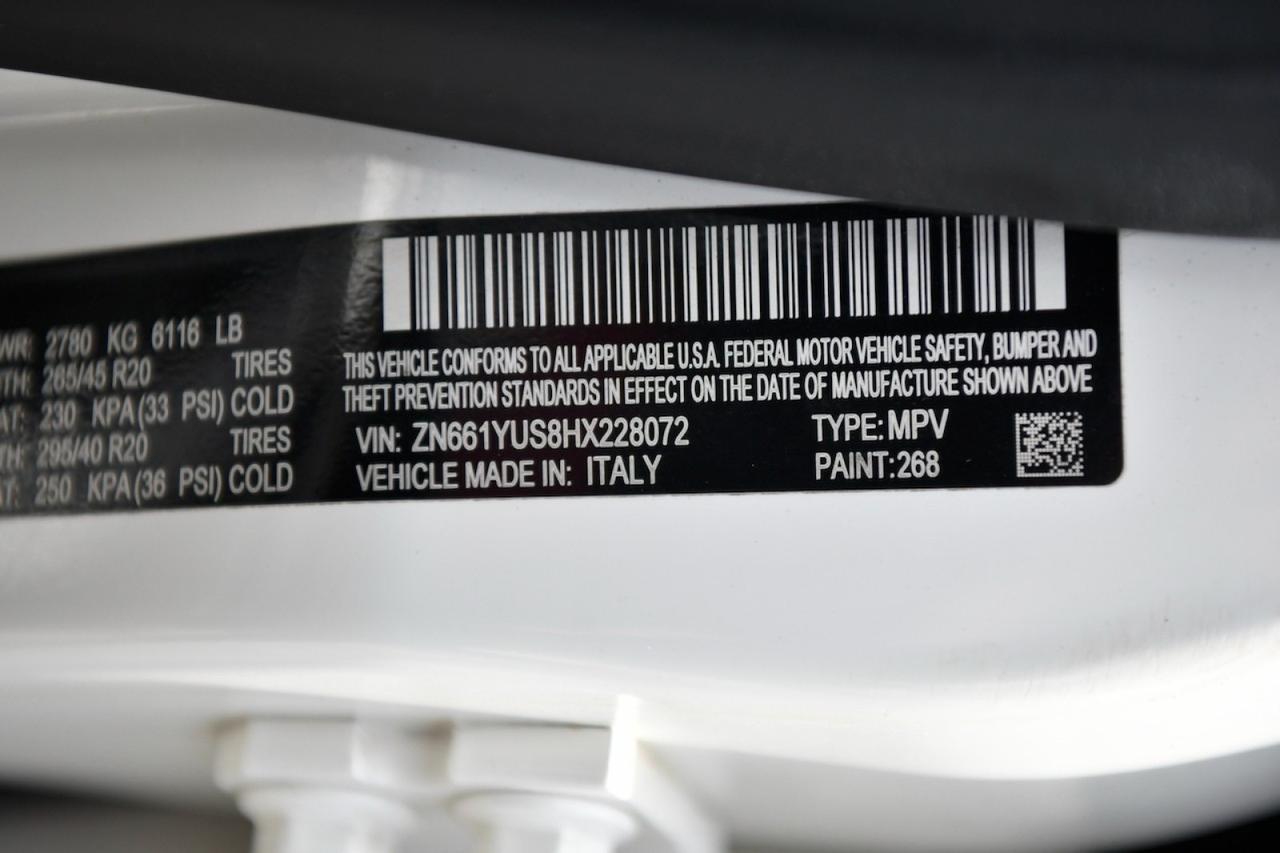 2780 KG 6116 LB
265/45 R20 TIRES
230 KPA(33 PSI) COLD
295/40 R20 TIRES
250 KPA(36 PSI) COLD
THIS VEHICLE CONFORMS TO ALL APPLICABLE U.S.A. FEDERAL MOTOR VEHICLE SAFETY, BUMPER AND
THEFT PREVENTION STANDARDS IN EFFECT ON THE DATE OF MANUFACTURE SHOWN ABOVE
VIN: ZN661YUS8HX228072 TYPE: MPV
VEHICLE MADE IN: ITALY PAINT: 268